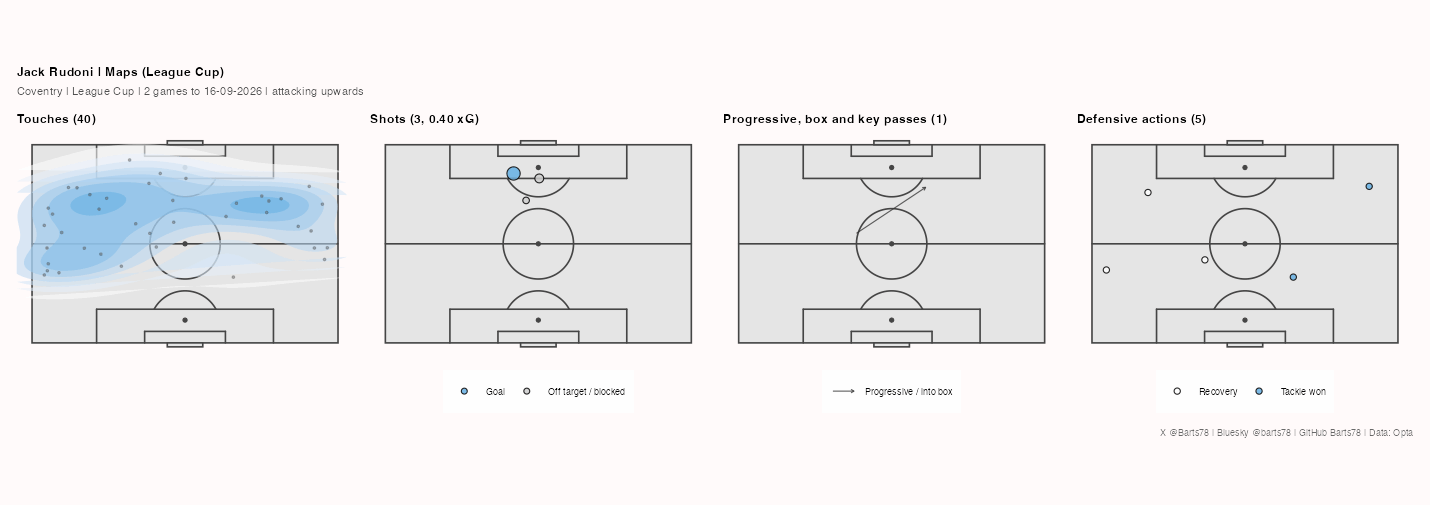 Jack Rudoni | Maps (League Cup)
Coventry | League Cup | 2 games to 16-09-2026 | attacking upwards
Touches (40)
Shots (3, 0.40 xG)
Progressive, box and key passes (1)
Defensive actions (5)
Goal
Off target / blocked
Progressive / into box
Recovery
Tackle won
X @Barts78 | Bluesky @barts78 | GitHub Barts78 | Data: Opta